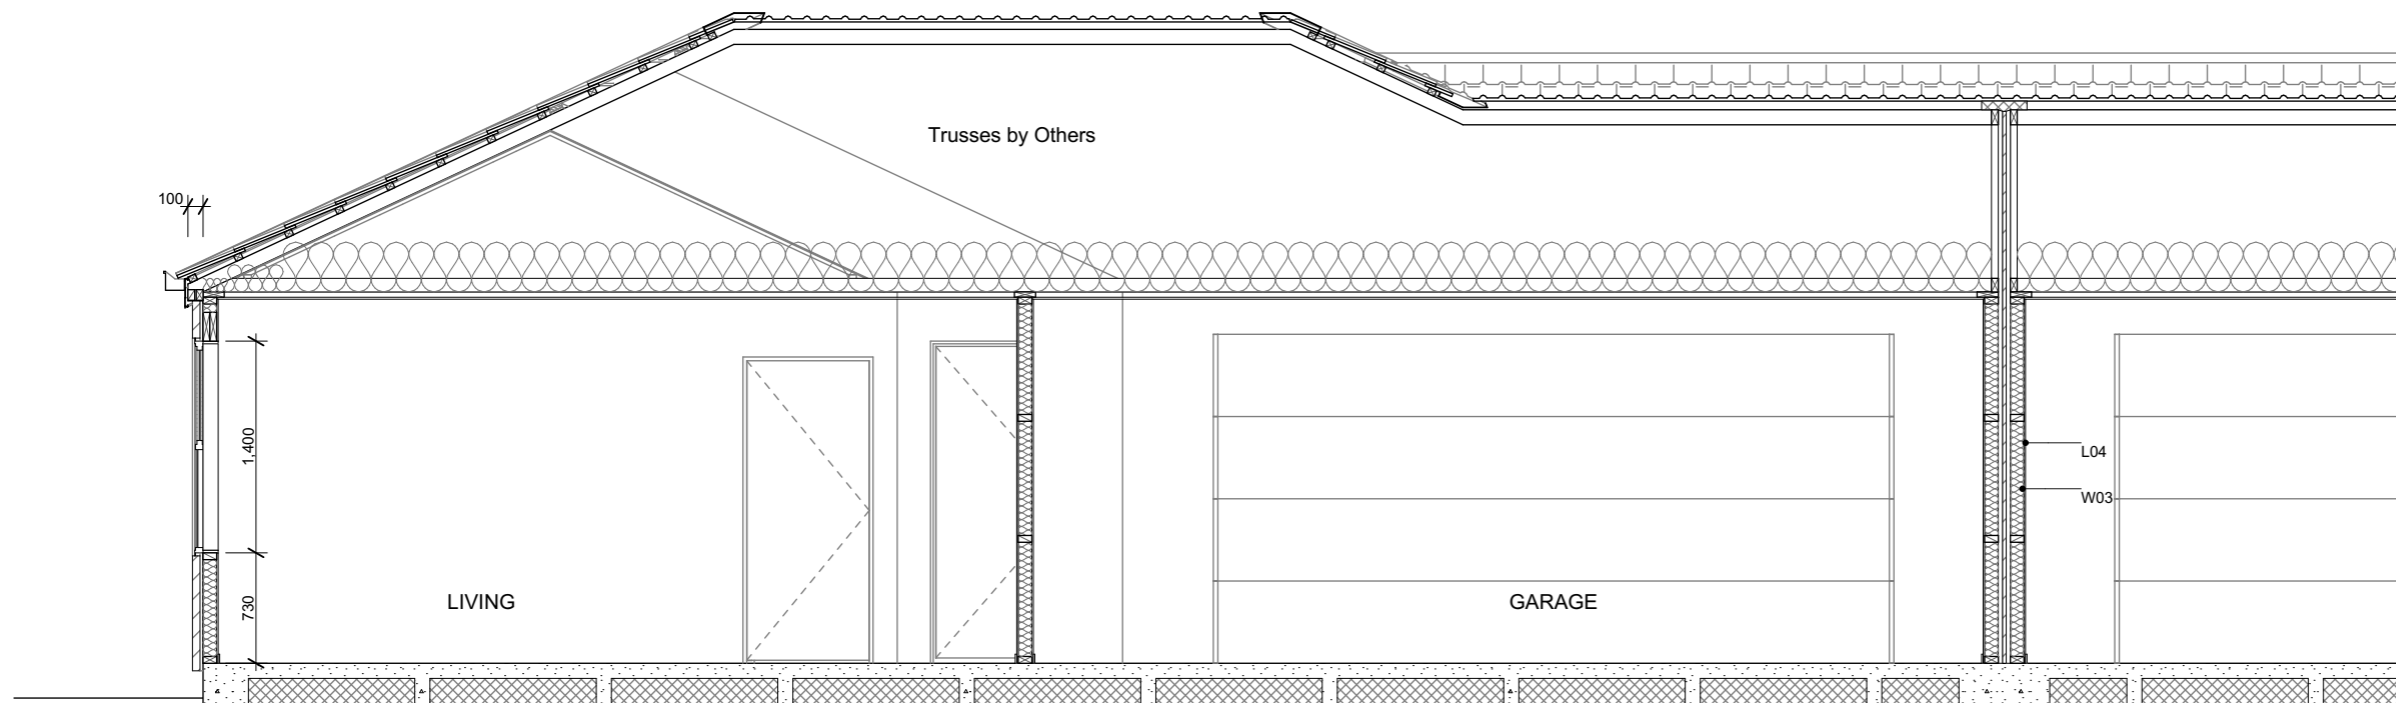 Trusses by Others
100
1,400
L04
W03
730
LIVING
GARAGE